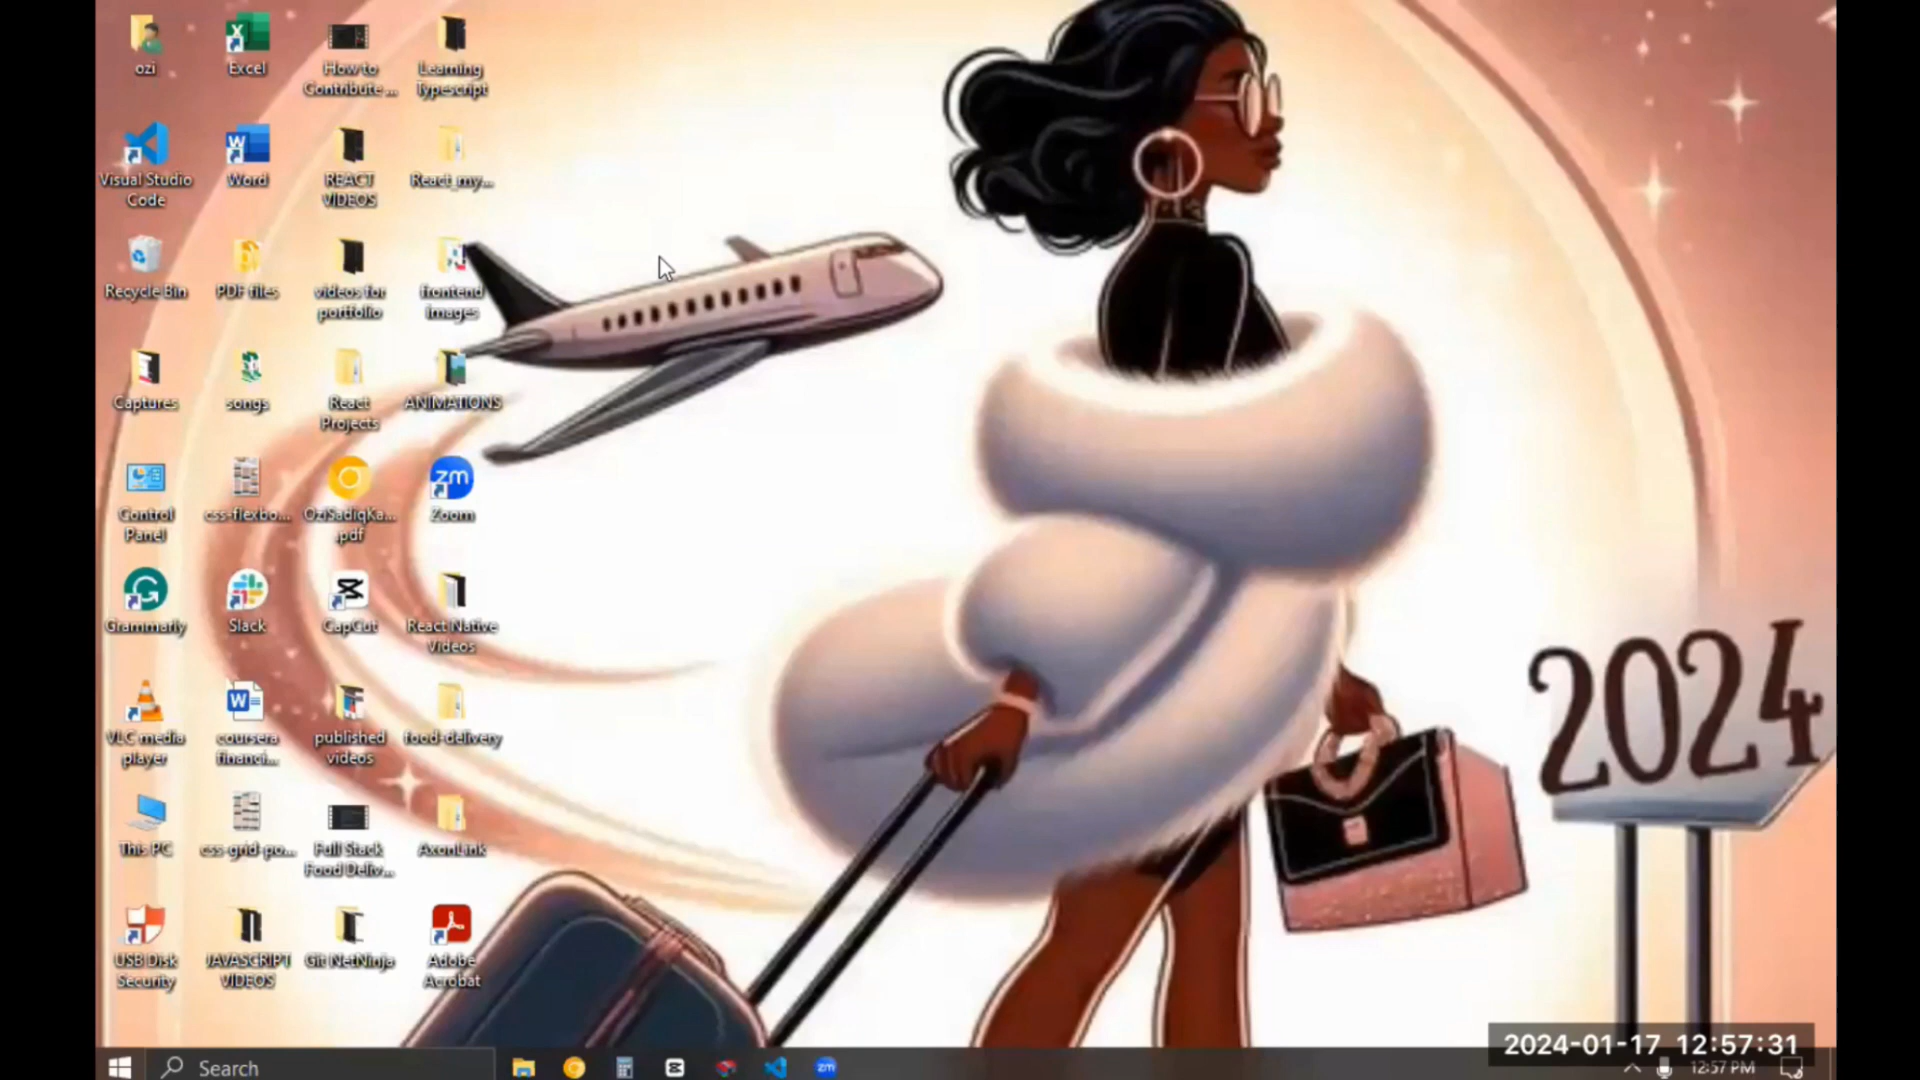 ozi
Excel
How to
Contribute ...
Learning
Typescript
Visual Studio
Code
Word
REACT
VIDEOS
React_my...
Recycle Bin
PDF files
videos for
portfolio
frontend
images
Captures
songs
React
Projects
ANIMATIONS
Control
Panel
css-flexbo...
OziSadiqKa...
.pdf
zm
Zoom
Grammarly
Slack
CapCut
React Native
Videos
VLC media
player
coursera
financi...
published
videos
food-delivery
This PC
css-grid-po...
Full Stack
Food Deliv...
AxonLink
USB Disk
Security
JAVASCRIPT
VIDEOS
Git NetNinja
Adobe
Acrobat
2024
2024-01-17 12:57:31
Search
zm
12:57 PM